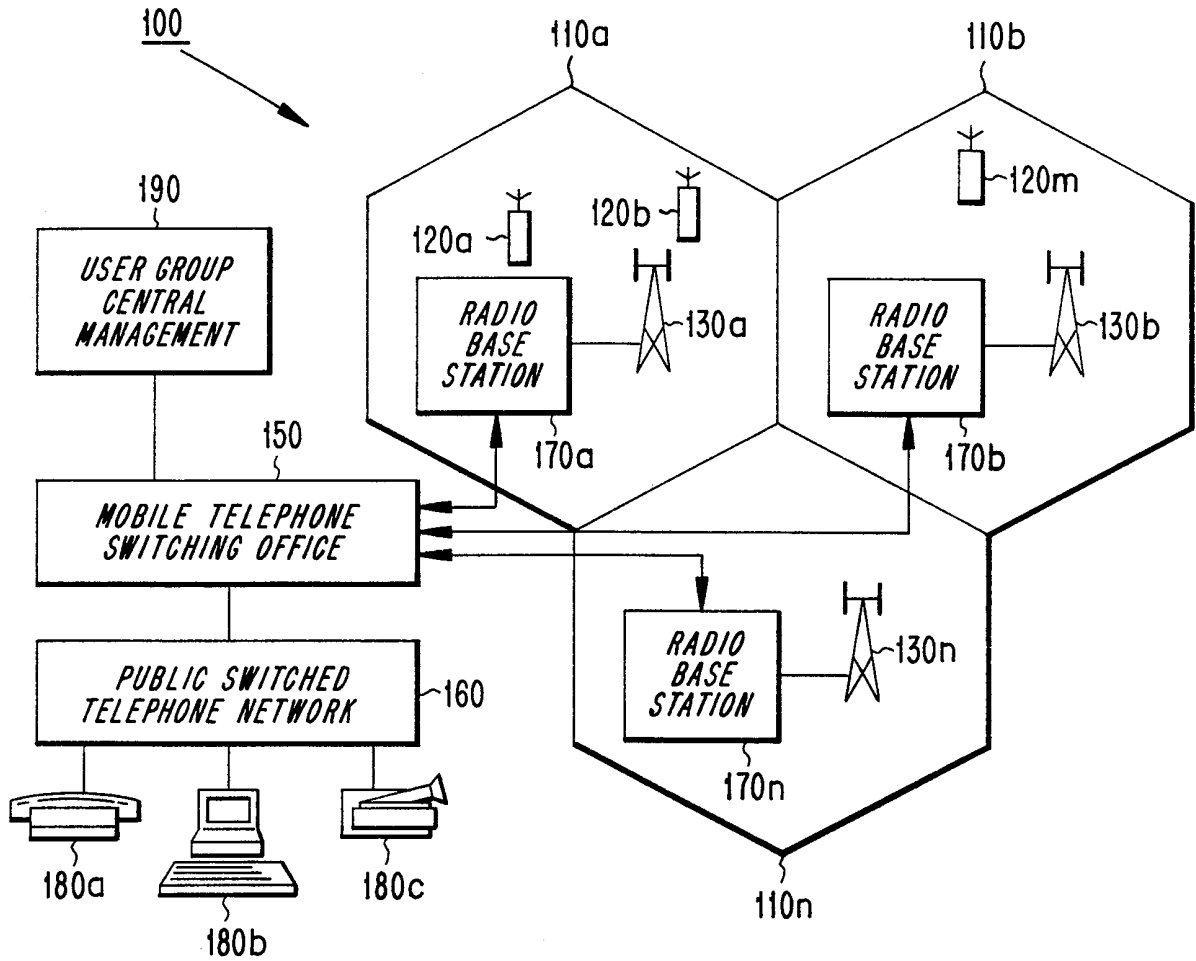 100
110a
110b
190
USER GROUP
CENTRAL
MANAGEMENT
120a
120b
120m
RADIO
BASE
STATION
130a
RADIO
BASE
STATION
130b
170a
170b
150
MOBILE TELEPHONE
SWITCHING OFFICE
RADIO
BASE
STATION
130n
170n
PUBLIC SWITCHED
TELEPHONE NETWORK
160
180a
180b
180c
110n